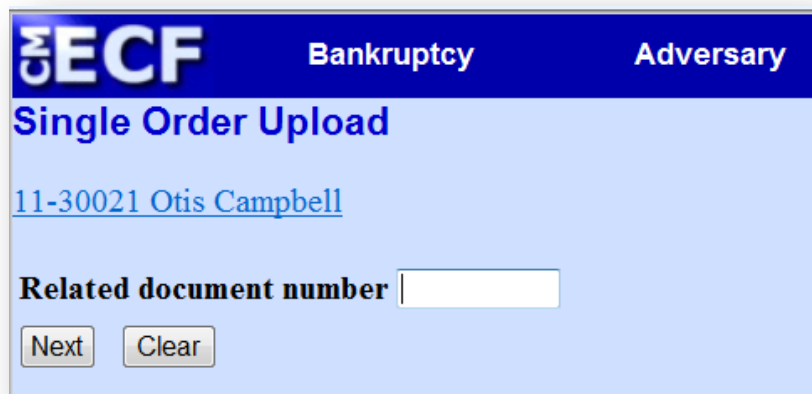 CM ECF Bankruptcy Adversary
Single Order Upload
11-30021 Otis Campbell
Related document number
Next Clear